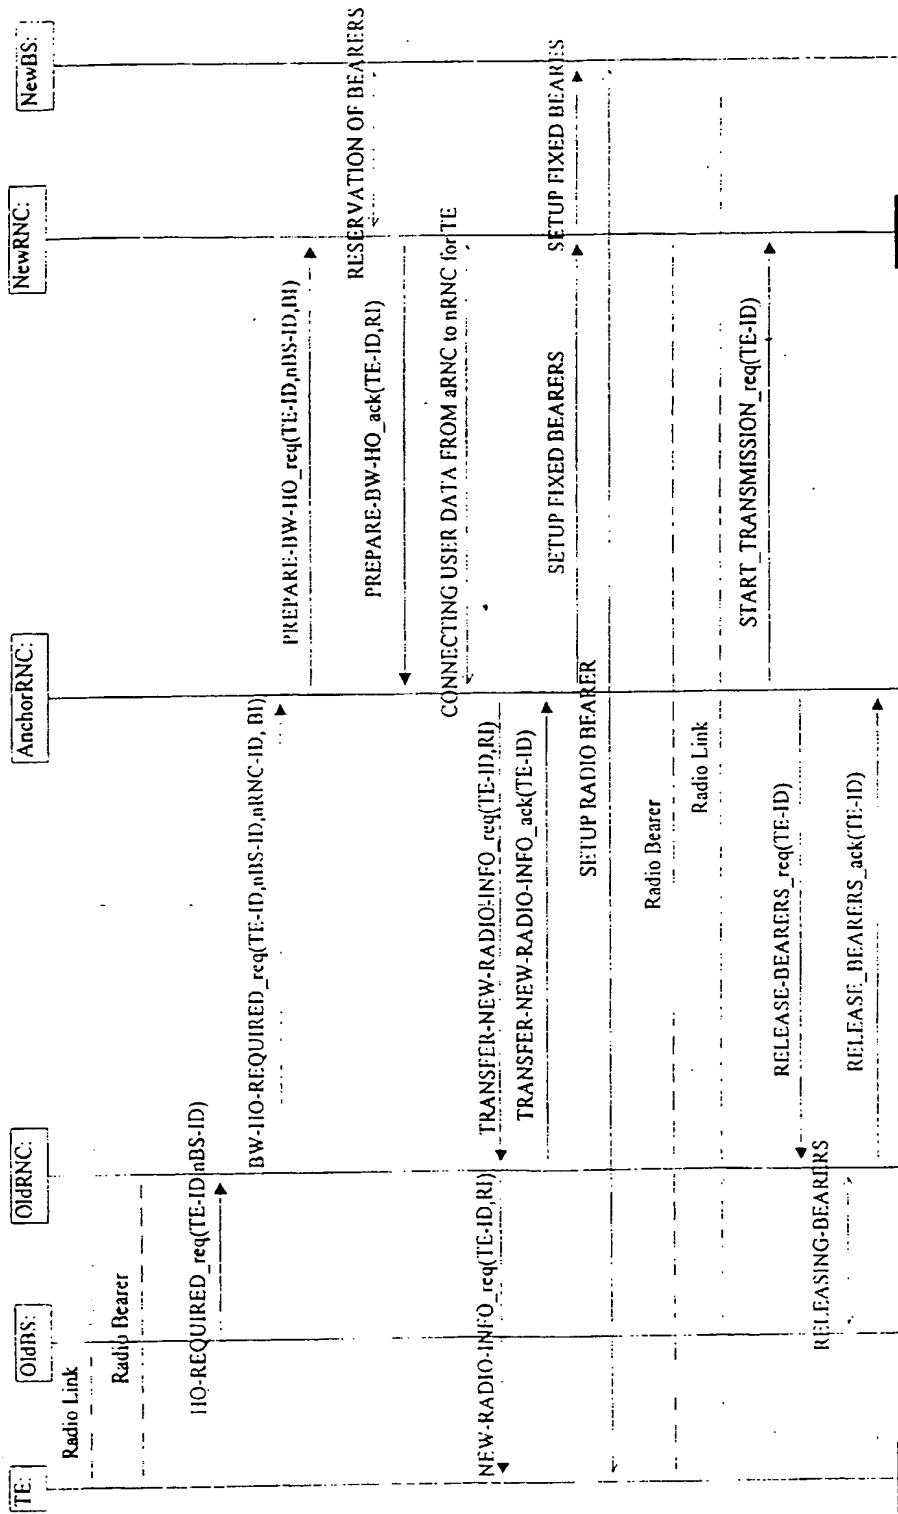 TE:
OldBS:
OldRNC:
AnchorRNC:
NewRNC:
NewBS:
Radio Link
Radio Bearer
HO-REQUIRED_req(TE-ID,nBS-ID)
BW-HO-REQUIRED_req(TE-ID,nBS-ID,nRNC-ID, BI)
PREPARE-BW-HO_req(TE-ID,nBS-ID,BI)
RESERVATION OF BEARERS
PREPARE-BW-HO_ack(TE-ID,RI)
CONNECTING USER DATA FROM aRNC to nRNC for TE
NEW-RADIO-INFO_req(TE-ID,RI)
TRANSFER-NEW-RADIO-INFO_req(TE-ID,RI)
TRANSFER-NEW-RADIO-INFO_ack(TE-ID)
SETUP FIXED BEARERS
SETUP FIXED BEARES
SETUP RADIO BEARER
Radio Bearer
Radio Link
START_TRANSMISSION_req(TE-ID)
RELEASE-BEARERS_req(TE-ID)
RELEASING-BEARERS
RELEASE_BEARERS_ack(TE-ID)